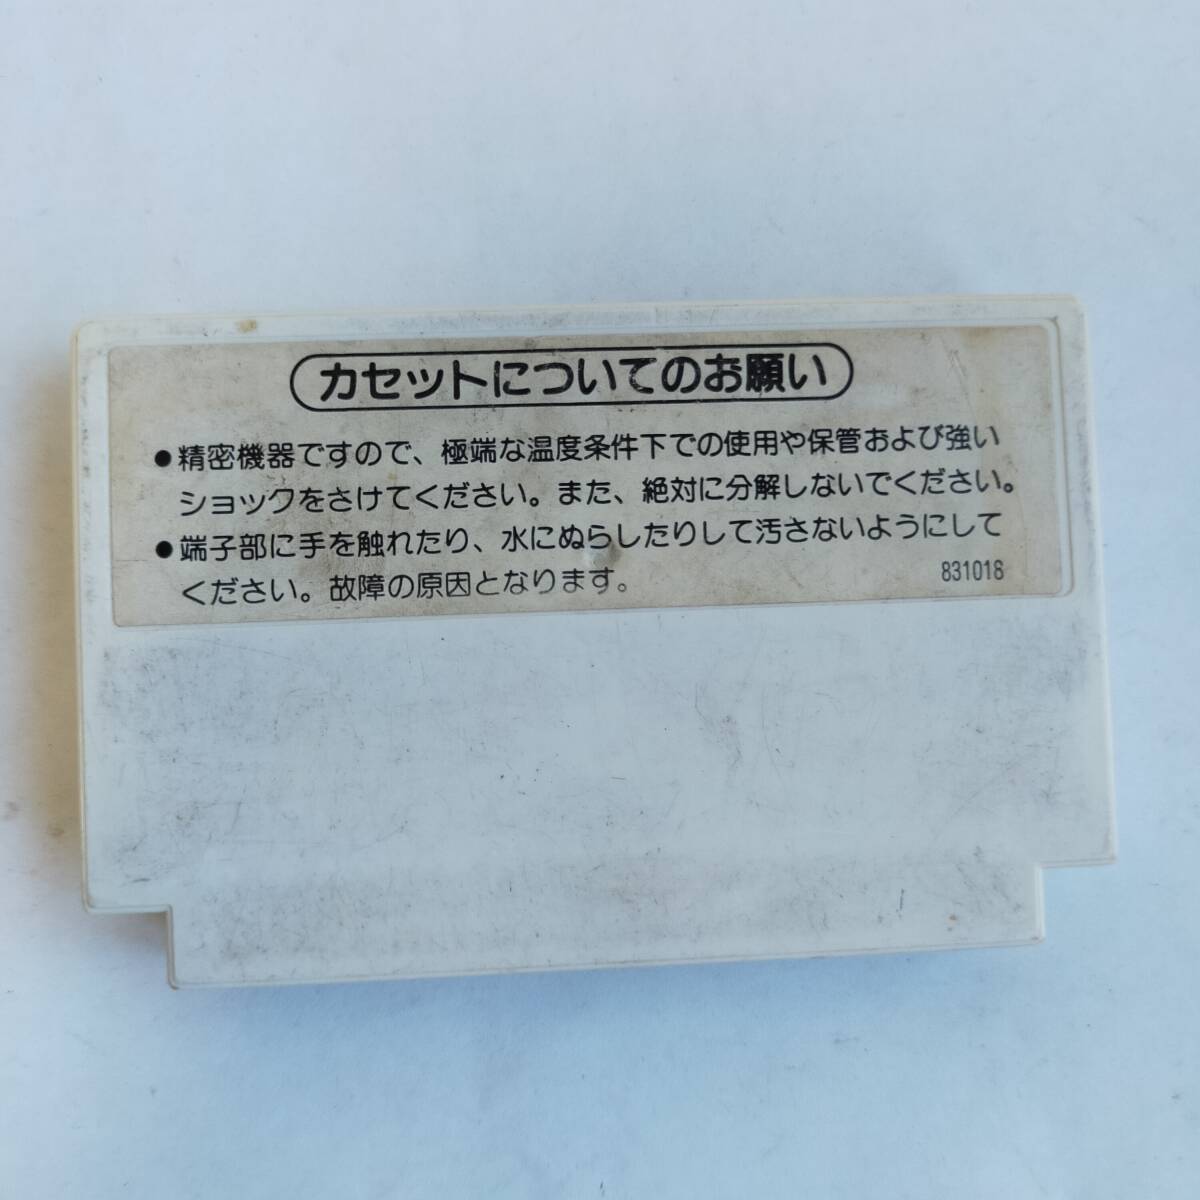 カセットについてのお願い
●精密機器ですので、極端な温度条件下での使用や保管および強い
ショックをさけてください。また、絶対に分解しないでください。
●端子部に手を触れたり、水にぬらしたりして汚さないようにして
ください。故障の原因となります。
831018